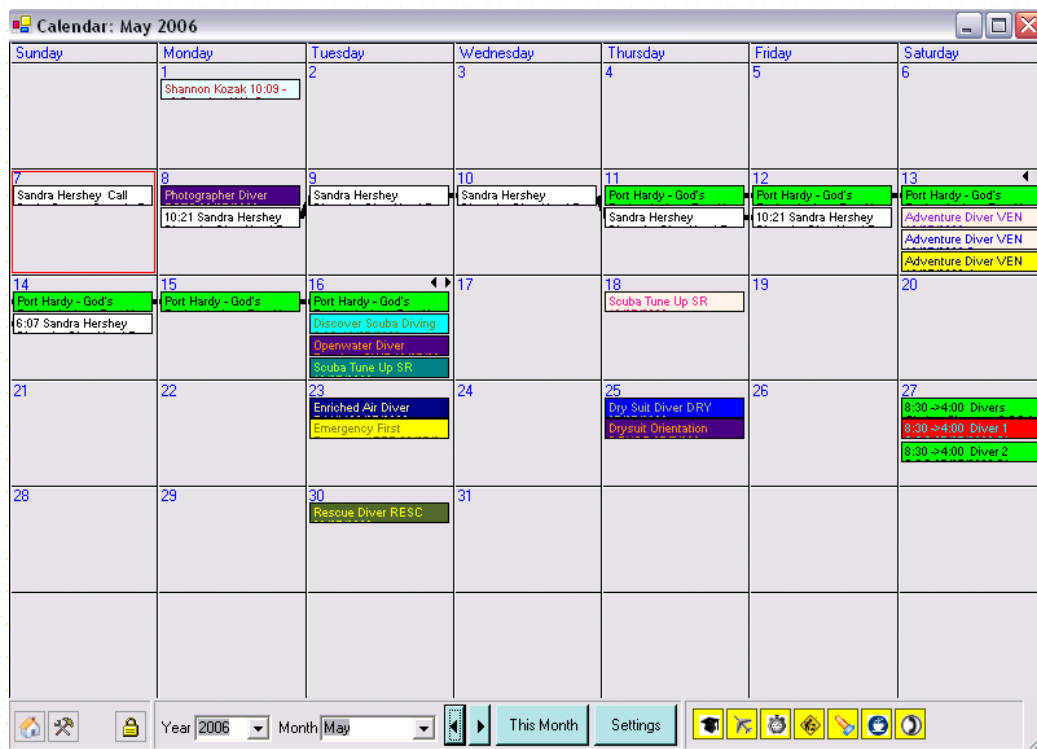 Calendar: May 2006
Sunday Monday Tuesday Wednesday Thursday Friday Saturday
1 2 3 4 5 6
Shannon Kozak 10:09 -
7 8 9 10 11 12 13
Sandra Hershey Call Photographer Diver Sandra Hershey Sandra Hershey Port Hardy - God's Port Hardy - God's Port Hardy - God's
10:21 Sandra Hershey Sandra Hershey 10:21 Sandra Hershey Adventure Diver VEN
Adventure Diver VEN
Adventure Diver VEN
14 15 16 17 18 19 20
Port Hardy - God's Port Hardy - God's Port Hardy - God's Scuba Tune Up SR
6:07 Sandra Hershey Discover Scuba Diving
Openwater Diver
Scuba Tune Up SR
21 22 23 24 25 26 27
Enriched Air Diver Dry Suit Diver DRY 8:30 ->4:00 Divers
Emergency First Drysuit Orientation 8:30 ->4:00 Diver 1
8:30 ->4:00 Diver 2
28 29 30 31
Rescue Diver RESC
Year 2006 Month May This Month Settings